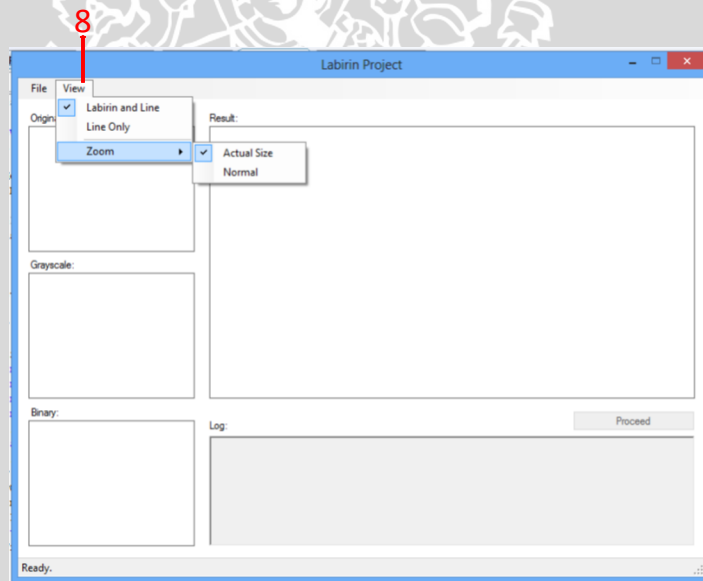 8
Labirin Project
File View
Labirin and Line
Line Only
Zoom
Actual Size
Normal
Result:
Grayscale:
Binary:
Log:
Proceed
Ready.